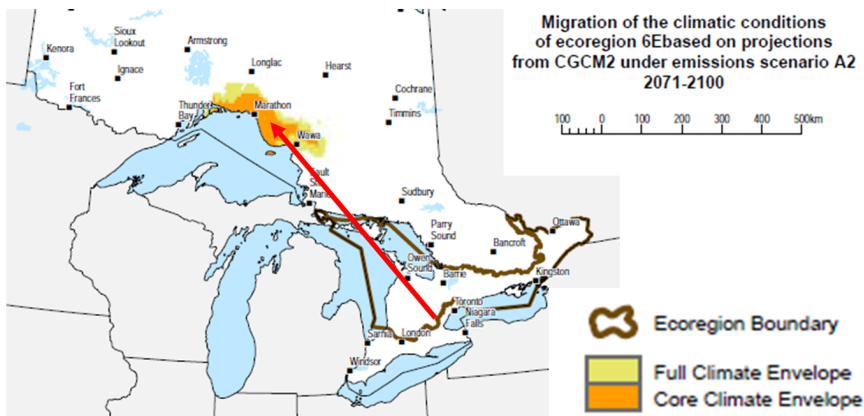 Migration of the climatic conditions
of ecoregion 6Ebased on projections
from CGCM2 under emissions scenario A2
2071-2100
100 0 100 200 300 400 500km
Sioux
Lookout
Armstrong
Kenora
Ignace
Longlac
Hearst
Fort
Frances
Thunder
Bay
Marathon
Cochrane
Timmins
Wawa
Sault
Ste
Marie
Sudbury
Parry
Sound
Ottawa
Bancroft
Owen
Sound
Barrie
Kingston
Toronto
Niagara
Falls
Sarnia
London
Windsor
Ecoregion Boundary
Full Climate Envelope
Core Climate Envelope